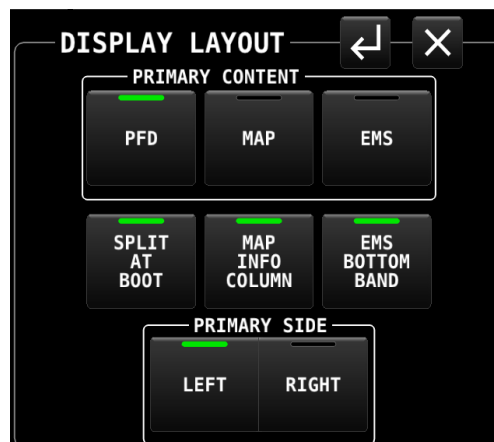 DISPLAY LAYOUT
PRIMARY CONTENT
PFD MAP EMS
SPLIT MAP EMS
AT INFO BOTTOM
BOOT COLUMN BAND
PRIMARY SIDE
LEFT RIGHT